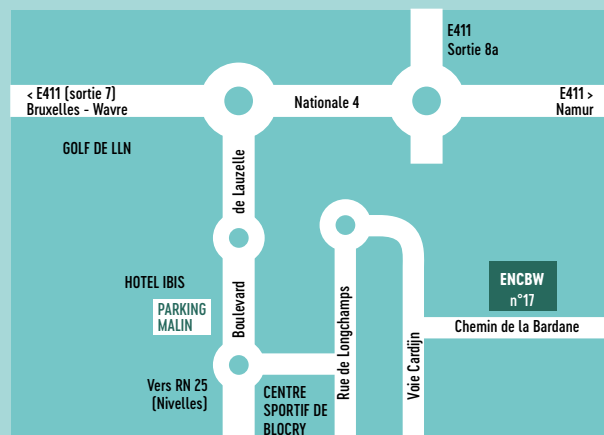 E411
Sortie 8a
< E411 (sortie 7)
Bruxelles - Wavre
Nationale 4
E411 >
Namur
GOLF DE LLN
de Lauzelle
HOTEL IBIS
PARKING
MALIN
Boulevard
Rue de Longchamps
Voie Cardijn
ENCBW
n°17
Chemin de la Bardane
Vers RN 25
(Nivelles)
CENTRE
SPORTIF DE
BLOCRY